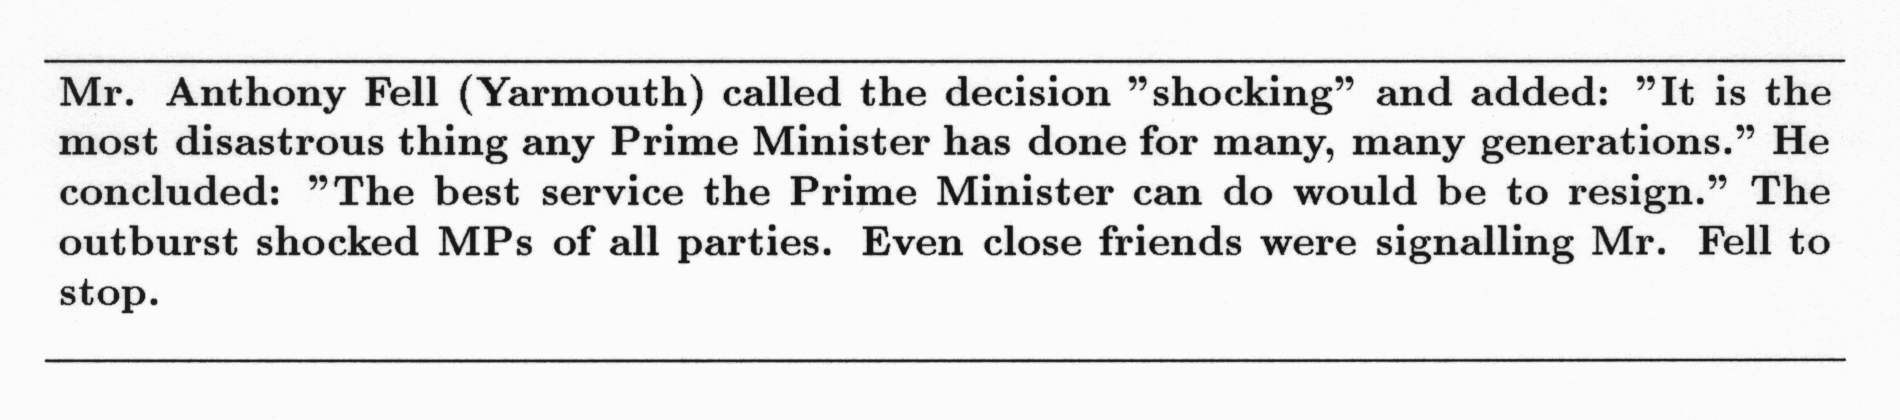 Mr. Anthony Fell (Yarmouth) called the decision ”shocking” and added: ”It is the
most disastrous thing any Prime Minister has done for many, many generations.” He
concluded: ”The best service the Prime Minister can do would be to resign.” The
outburst shocked MPs of all parties. Even close friends were signalling Mr. Fell to
stop.